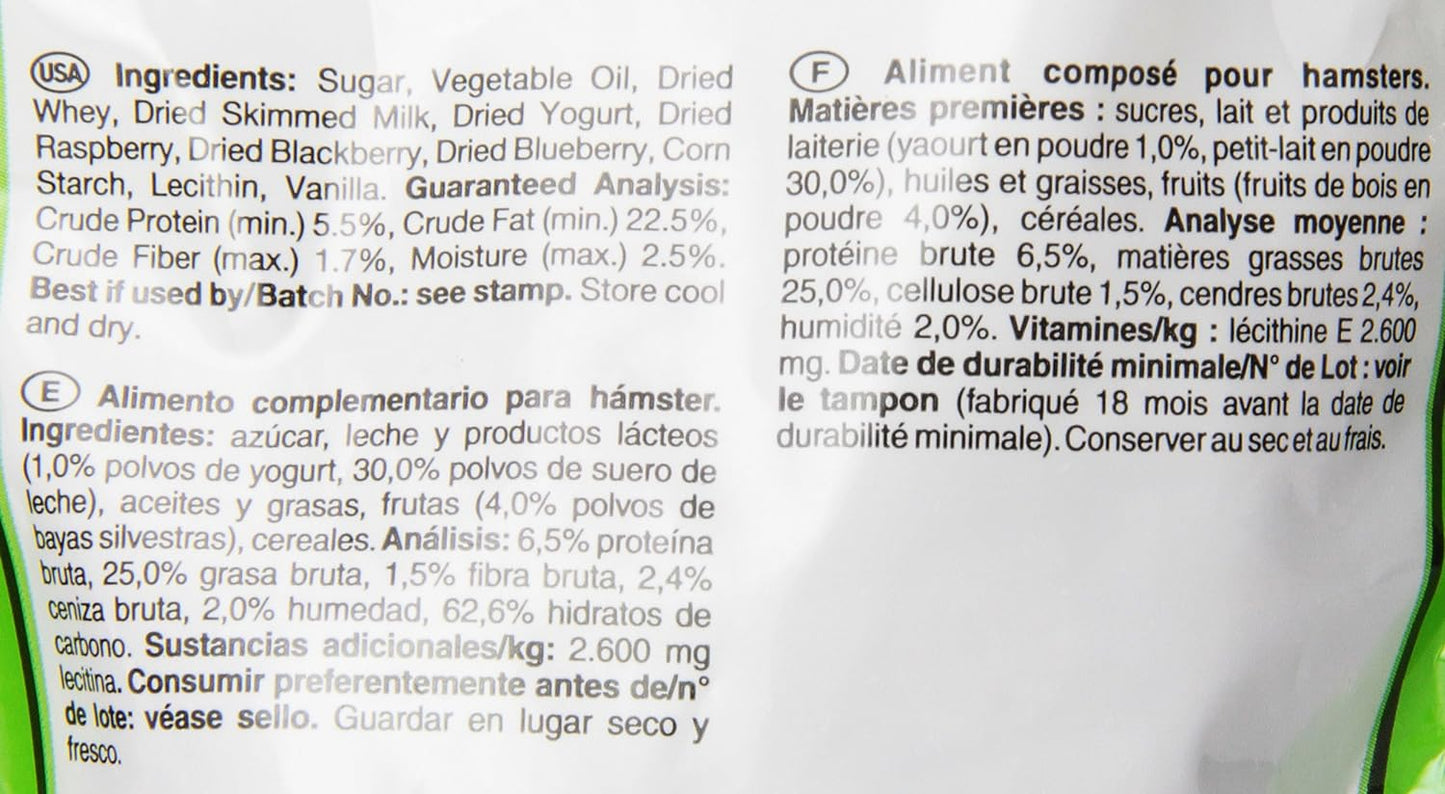 USA Ingredients: Sugar, Vegetable Oil, Dried
Whey, Dried Skimmed Milk, Dried Yogurt, Dried
Raspberry, Dried Blackberry, Dried Blueberry, Corn
Starch, Lecithin, Vanilla. Guaranteed Analysis:
Crude Protein (min.) 5.5%, Crude Fat (min.) 22.5%,
Crude Fiber (max.) 1.7%, Moisture (max.) 2.5%.
Best if used by/Batch No.: see stamp. Store cool
and dry.
E Alimento complementario para hámster.
Ingredientes: azúcar, leche y productos lácteos
(1,0% polvos de yogurt, 30,0% polvos de suero de
leche), aceites y grasas, frutas (4,0% polvos de
bayas silvestras), cereales. Análisis: 6,5% proteína
bruta, 25,0% grasa bruta, 1,5% fibra bruta, 2,4%
ceniza bruta, 2,0% humedad, 62,6% hidratos de
carbono. Sustancias adicionales/kg: 2.600 mg
lecitina. Consumir preferentemente antes de/n°
de lote: véase sello. Guardar en lugar seco y
fresco.
F Aliment composé pour hamsters.
Matières premières : sucres, lait et produits de
laiterie (yaourt en poudre 1,0%, petit-lait en poudre
30,0%), huiles et graisses, fruits (fruits de bois en
poudre 4,0%), céréales. Analyse moyenne :
protéine brute 6,5%, matières grasses brutes
25,0%, cellulose brute 1,5%, cendres brutes 2,4%,
humidité 2,0%. Vitamines/kg : lécithine E 2.600
mg. Date de durabilité minimale/N° de Lot : voir
le tampon (fabriqué 18 mois avant la date de
durabilité minimale). Conserver au sec et au frais.